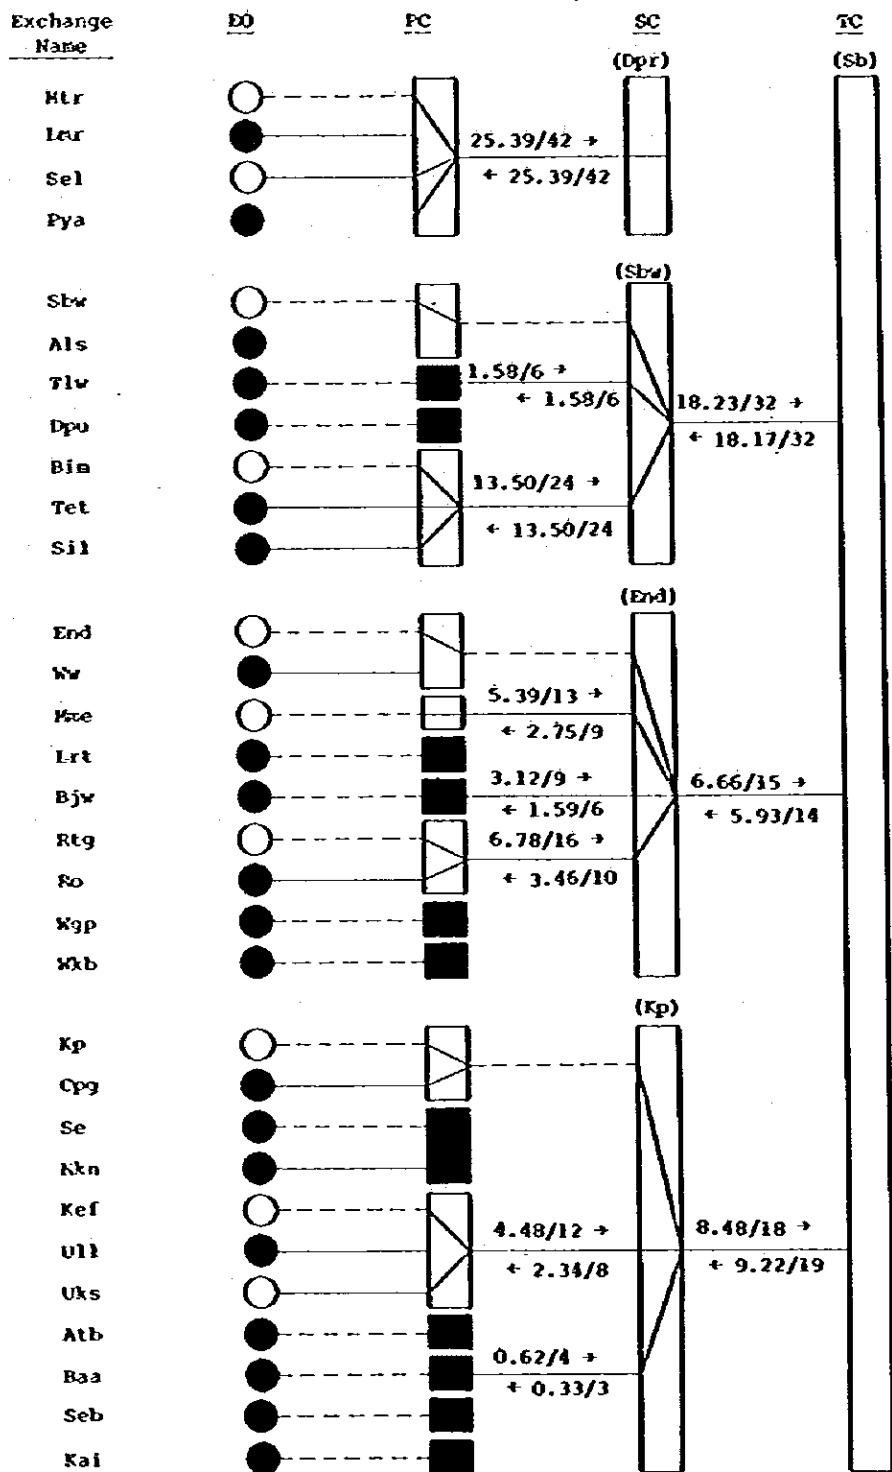 Exchange Name EO PC SC TC
(Dpr) (Sb)
Mtr
Leur
25.39/42 →
Sel
← 25.39/42
Pya
(Sbw)
Sbw
Als
Tlw
1.58/6 →
← 1.58/6
18.23/32 →
Dpu
← 18.17/32
Bim
13.50/24 →
Tet
← 13.50/24
Sil
(End)
End
Ww
5.39/13 →
Mte
← 2.75/9
Lrt
3.12/9 →
6.66/15 →
Bjw
← 1.59/6
← 5.93/14
Rtg
6.78/16 →
Ro
← 3.46/10
Wgp
Wkb
(Kp)
Kp
Cpg
Se
Kkn
Kef
4.48/12 →
8.48/18 →
Ull
← 2.34/8
← 9.22/19
Uks
Atb
0.62/4 →
Baa
← 0.33/3
Seb
Kai